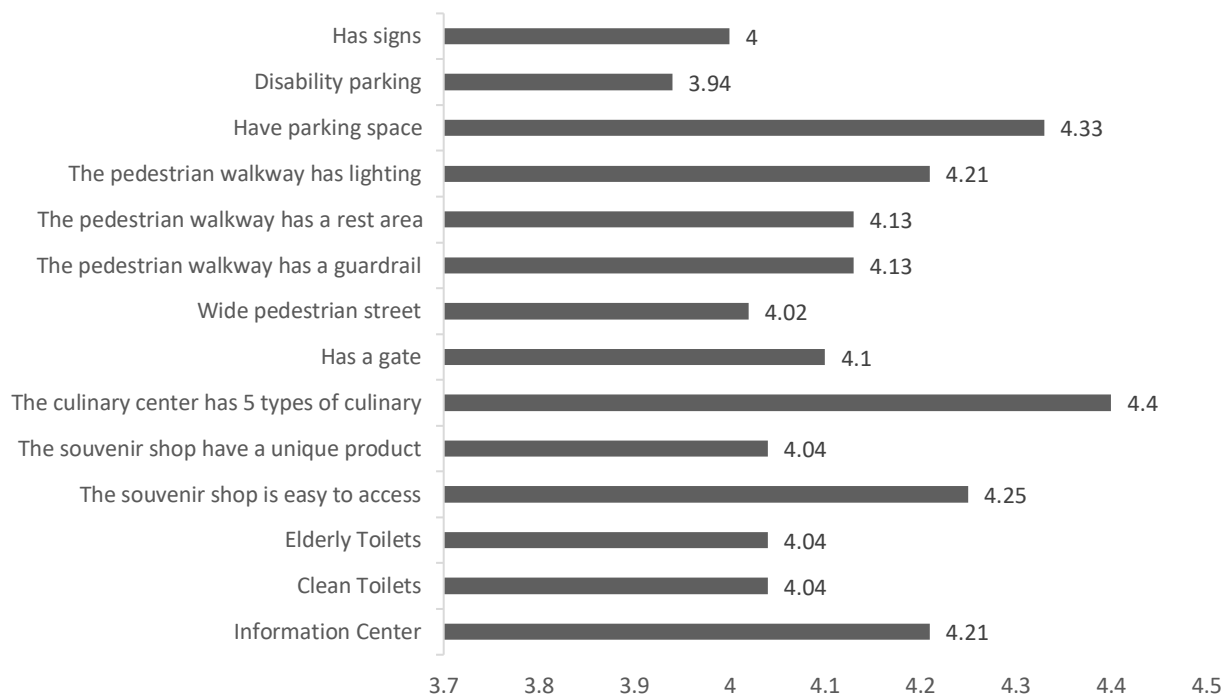 Has signs 4
Disability parking 3.94
Have parking space 4.33
The pedestrian walkway has lighting 4.21
The pedestrian walkway has a rest area 4.13
The pedestrian walkway has a guardrail 4.13
Wide pedestrian street 4.02
Has a gate 4.1
The culinary center has 5 types of culinary 4.4
The souvenir shop have a unique product 4.04
The souvenir shop is easy to access 4.25
Elderly Toilets 4.04
Clean Toilets 4.04
Information Center 4.21
3.7 3.8 3.9 4 4.1 4.2 4.3 4.4 4.5